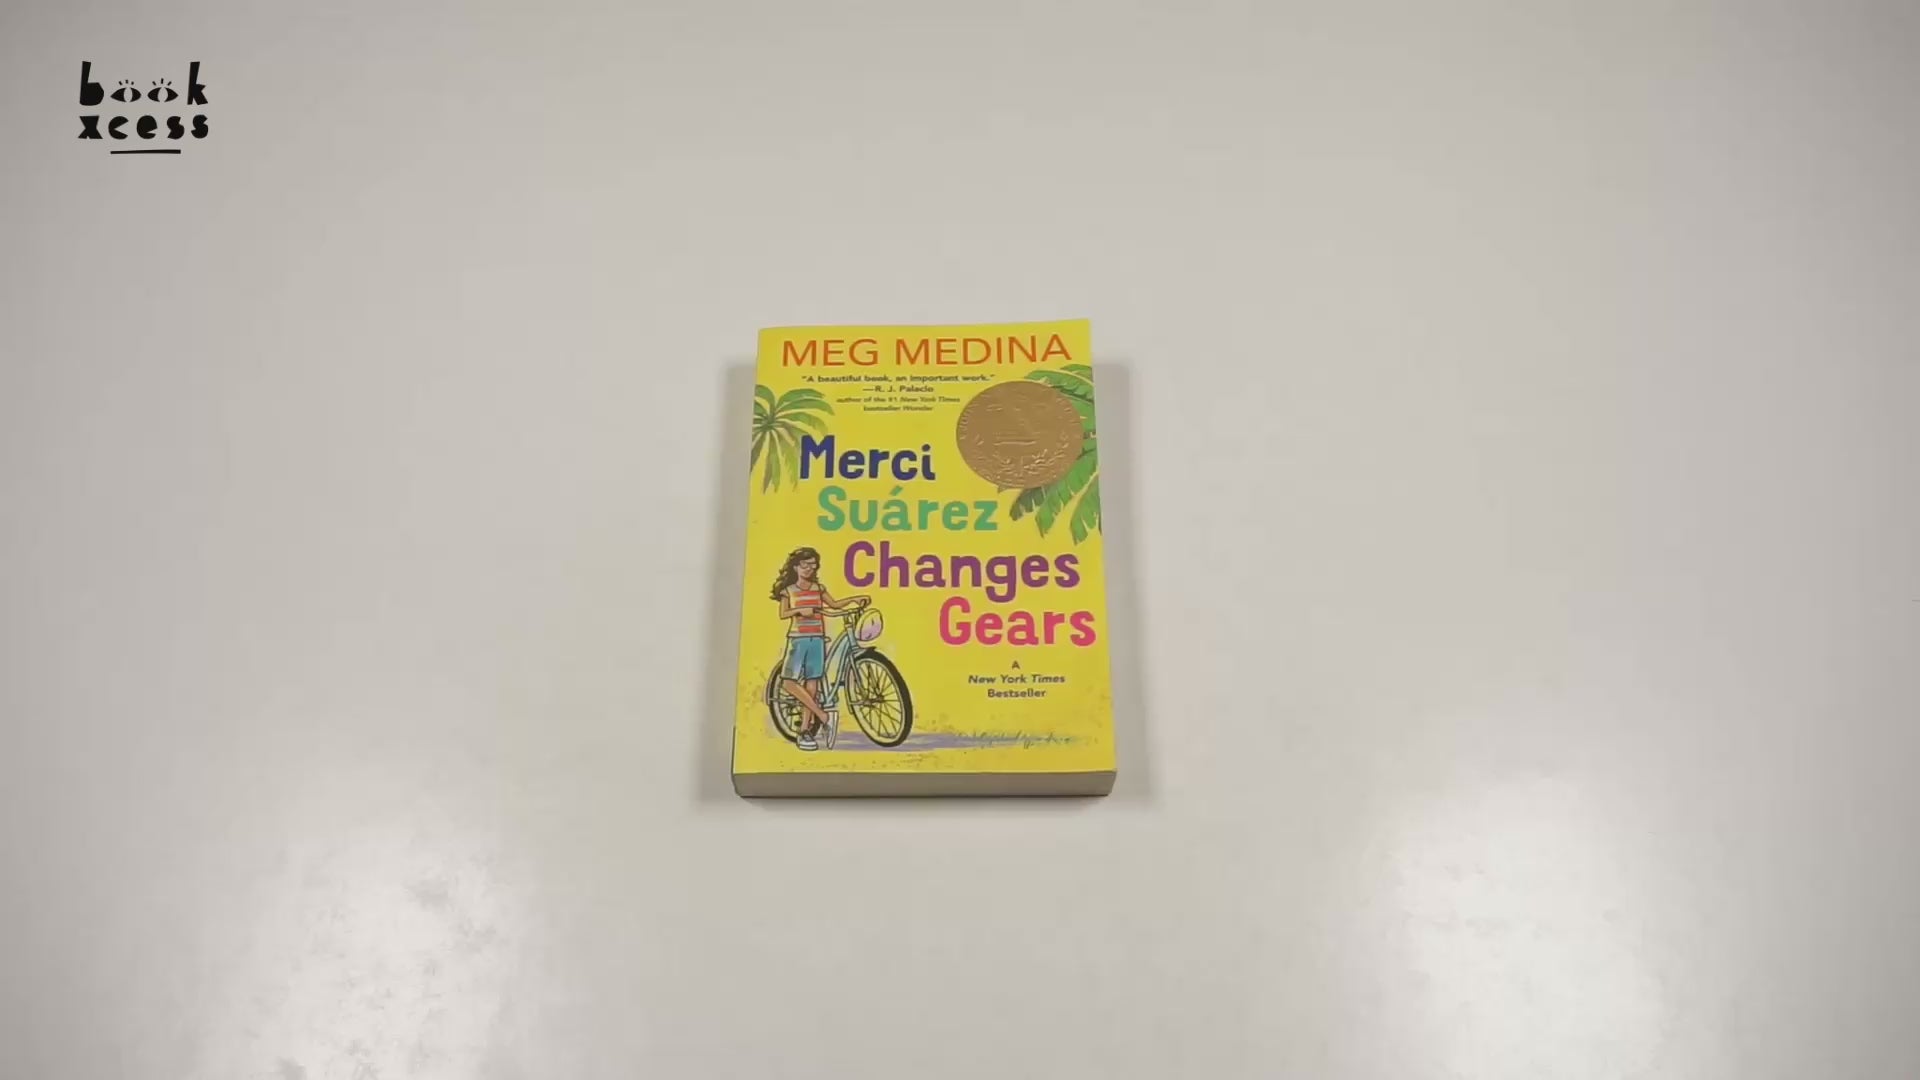 book
xcess
MEG MEDINA
"A beautiful book, an important work."
—R. J. Palacio
author of the #1 New York Times
bestseller Wonder
Merci
Suárez
Changes
Gears
A
New York Times
Bestseller